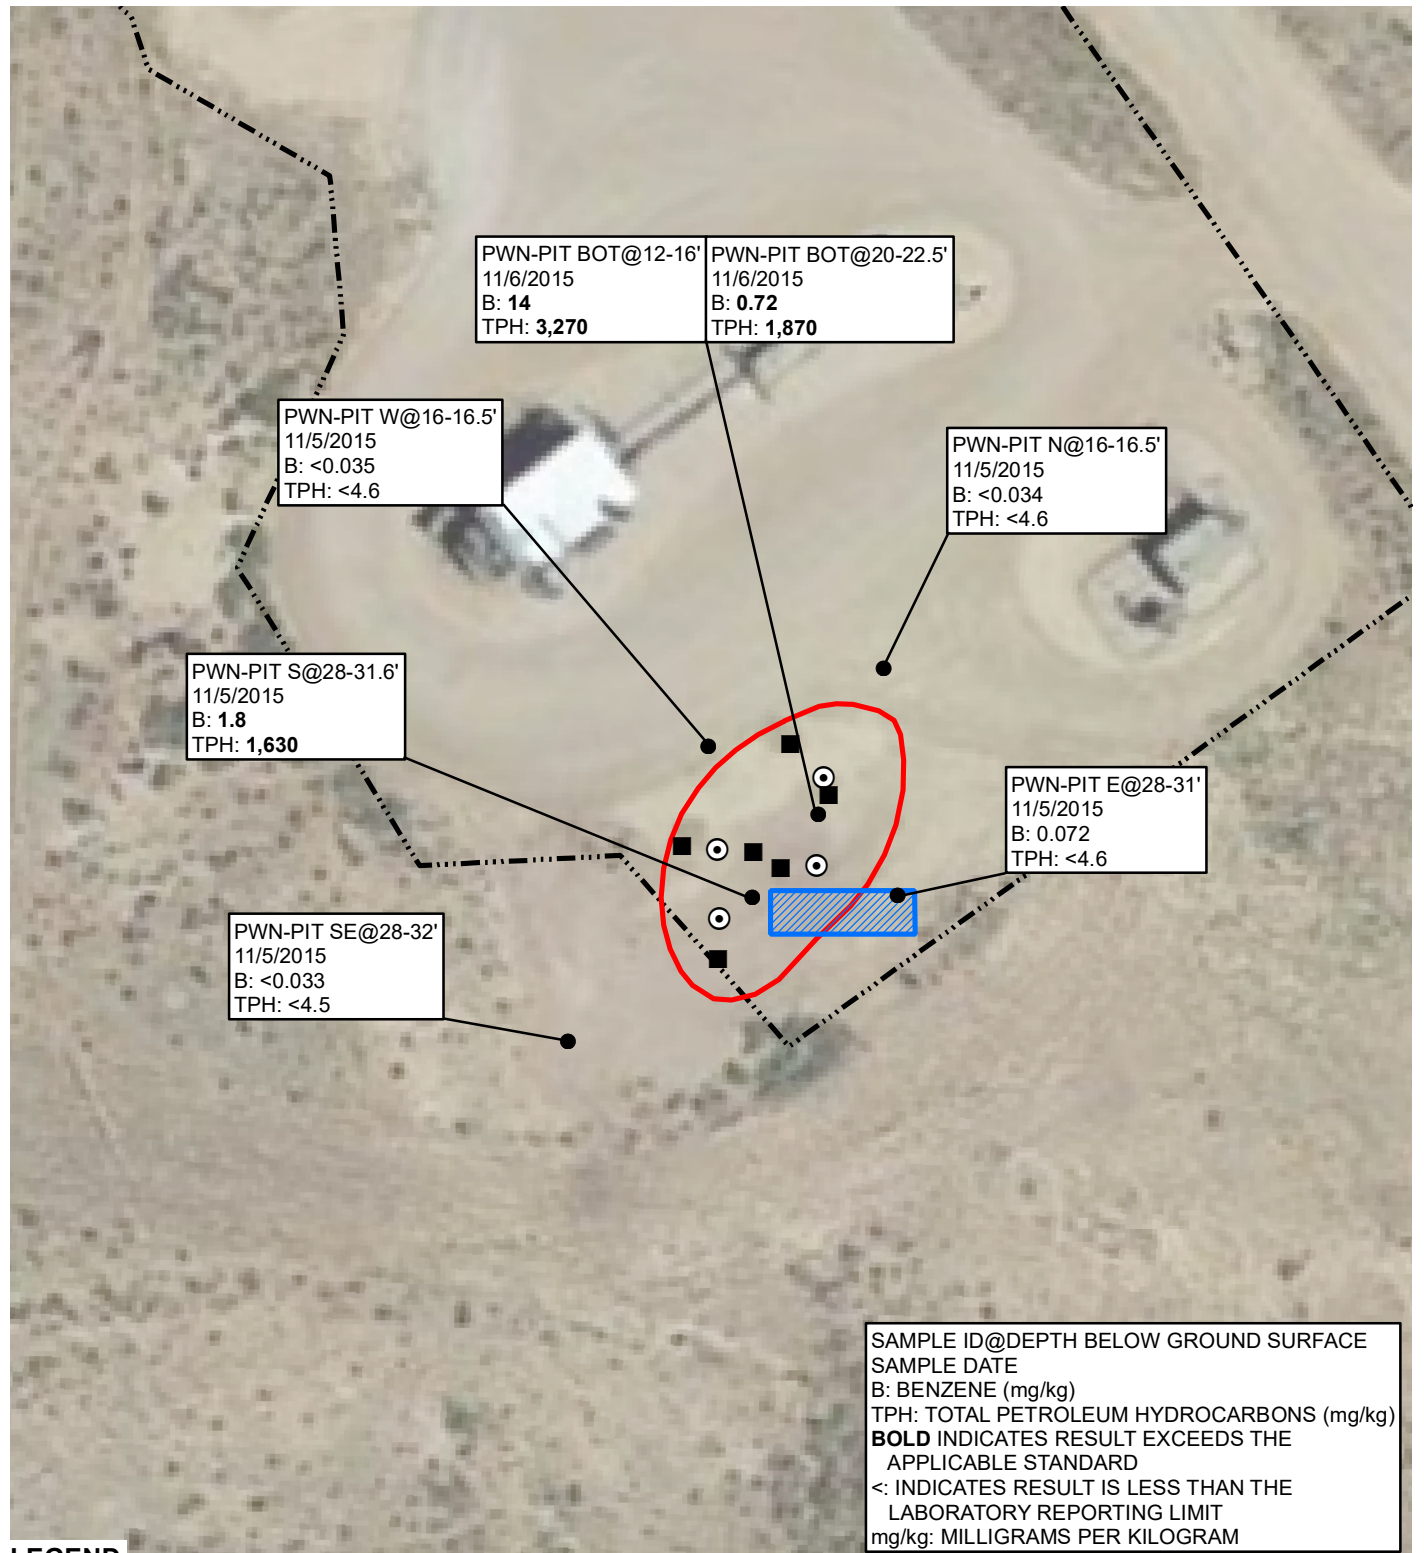 PWN-PIT BOT@12-16'
11/6/2015
B: 14
TPH: 3,270
PWN-PIT BOT@20-22.5'
11/6/2015
B: 0.72
TPH: 1,870
PWN-PIT W@16-16.5'
11/5/2015
B: <0.035
TPH: <4.6
PWN-PIT N@16-16.5'
11/5/2015
B: <0.034
TPH: <4.6
PWN-PIT S@28-31.6'
11/5/2015
B: 1.8
TPH: 1,630
PWN-PIT E@28-31'
11/5/2015
B: 0.072
TPH: <4.6
PWN-PIT SE@28-32'
11/5/2015
B: <0.033
TPH: <4.5
SAMPLE ID@DEPTH BELOW GROUND SURFACE
SAMPLE DATE
B: BENZENE (mg/kg)
TPH: TOTAL PETROLEUM HYDROCARBONS (mg/kg)
BOLD INDICATES RESULT EXCEEDS THE
APPLICABLE STANDARD
<: INDICATES RESULT IS LESS THAN THE
LABORATORY REPORTING LIMIT
mg/kg: MILLIGRAMS PER KILOGRAM
LEGEND